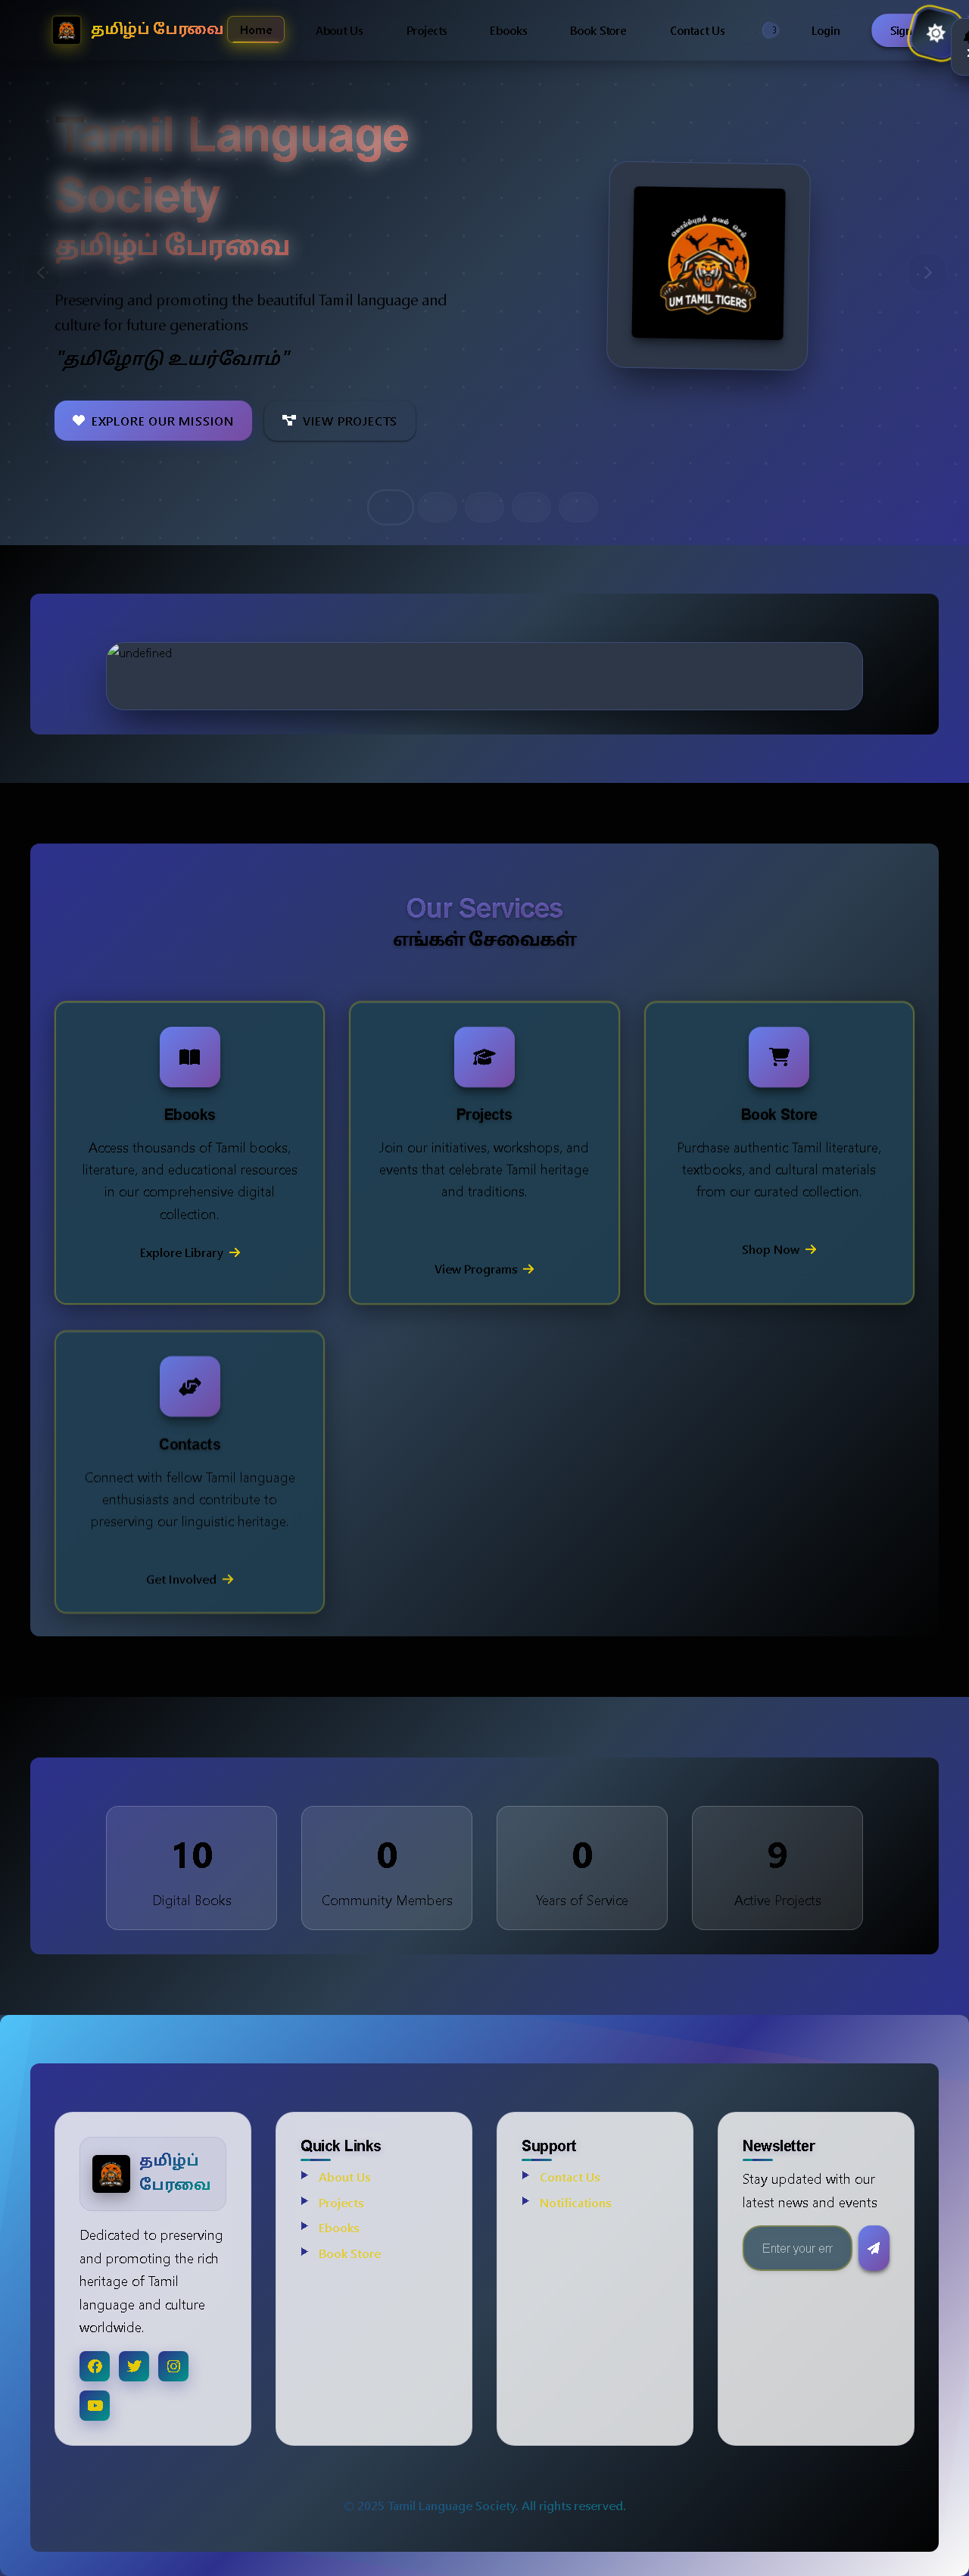 தமிழ்ப் பேரவை
Home
About Us
Projects
Ebooks
Book Store
Contact Us
3
Login
Sign
Tamil Language
Society
தமிழ்ப் பேரவை
Preserving and promoting the beautiful Tamil language and
culture for future generations
"தமிழோடு உயர்வோம்"
EXPLORE OUR MISSION
VIEW PROJECTS
UM TAMIL TIGERS
undefined
Our Services
எங்கள் சேவைகள்
Ebooks
Access thousands of Tamil books,
literature, and educational resources
in our comprehensive digital
collection.
Explore Library
Projects
Join our initiatives, workshops, and
events that celebrate Tamil heritage
and traditions.
View Programs
Book Store
Purchase authentic Tamil literature,
textbooks, and cultural materials
from our curated collection.
Shop Now
Contacts
Connect with fellow Tamil language
enthusiasts and contribute to
preserving our linguistic heritage.
Get Involved
10
Digital Books
0
Community Members
0
Years of Service
9
Active Projects
தமிழ்ப்
பேரவை
Dedicated to preserving
and promoting the rich
heritage of Tamil
language and culture
worldwide.
Quick Links
About Us
Projects
Ebooks
Book Store
Support
Contact Us
Notifications
Newsletter
Stay updated with our
latest news and events
Enter your em
© 2025 Tamil Language Society. All rights reserved.